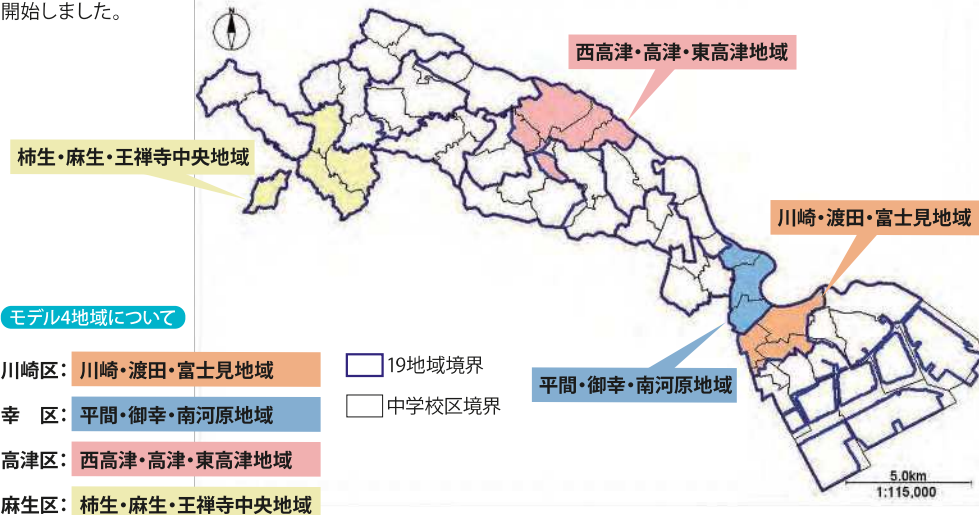 開始しました。
N
西高津・高津・東高津地域
柿生・麻生・王禅寺中央地域
川崎・渡田・富士見地域
平間・御幸・南河原地域
モデル4地域について
川崎区： 川崎・渡田・富士見地域
幸　区： 平間・御幸・南河原地域
高津区： 西高津・高津・東高津地域
麻生区： 柿生・麻生・王禅寺中央地域
19地域境界
中学校区境界
5.0km
1:115,000